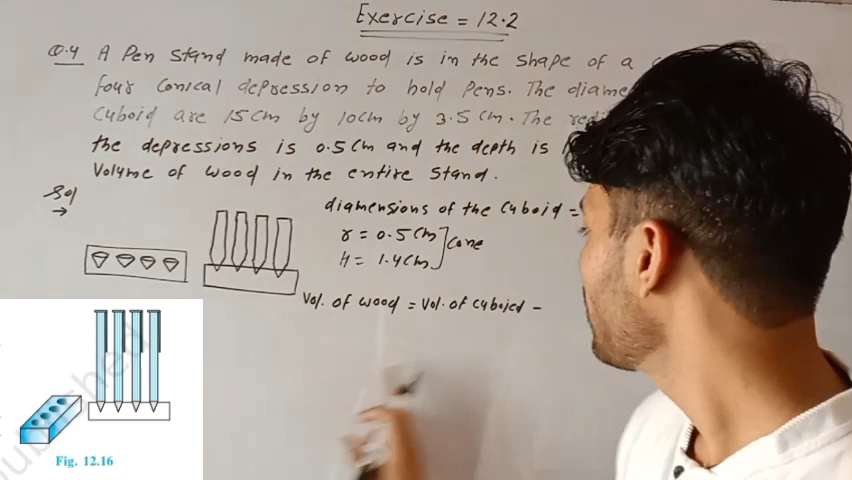 Exercise = 12.2
Q.4 A Pen stand made of wood is in the shape of a
four Conical depression to hold Pens. The diame
Cuboid are 15cm by 10cm by 3.5cm. The
the depressions is 0.5cm and the depth is
Volume of wood in the entire stand.
Sol
→
diamensions of the Cuboid =
r = 0.5cm
H = 1.4cm
Cone
Vol. of wood = Vol. of Cuboied -
Fig. 12.16